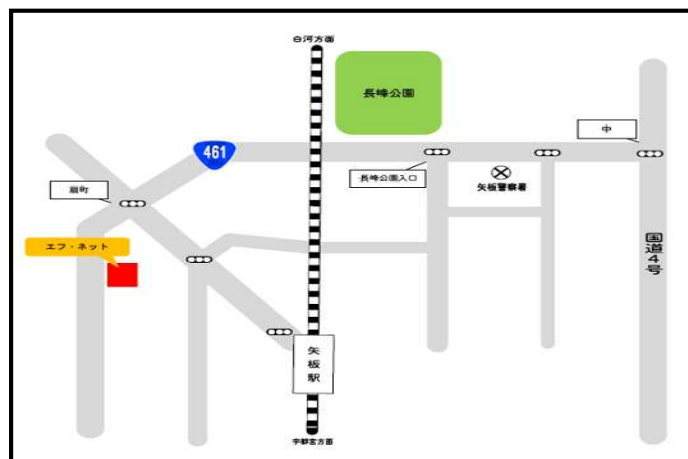 白河方面
長峰公園
461
中
扇町
長峰公園入口
矢板警察署
エフ・ネット
国道4号
矢板駅
宇都宮方面